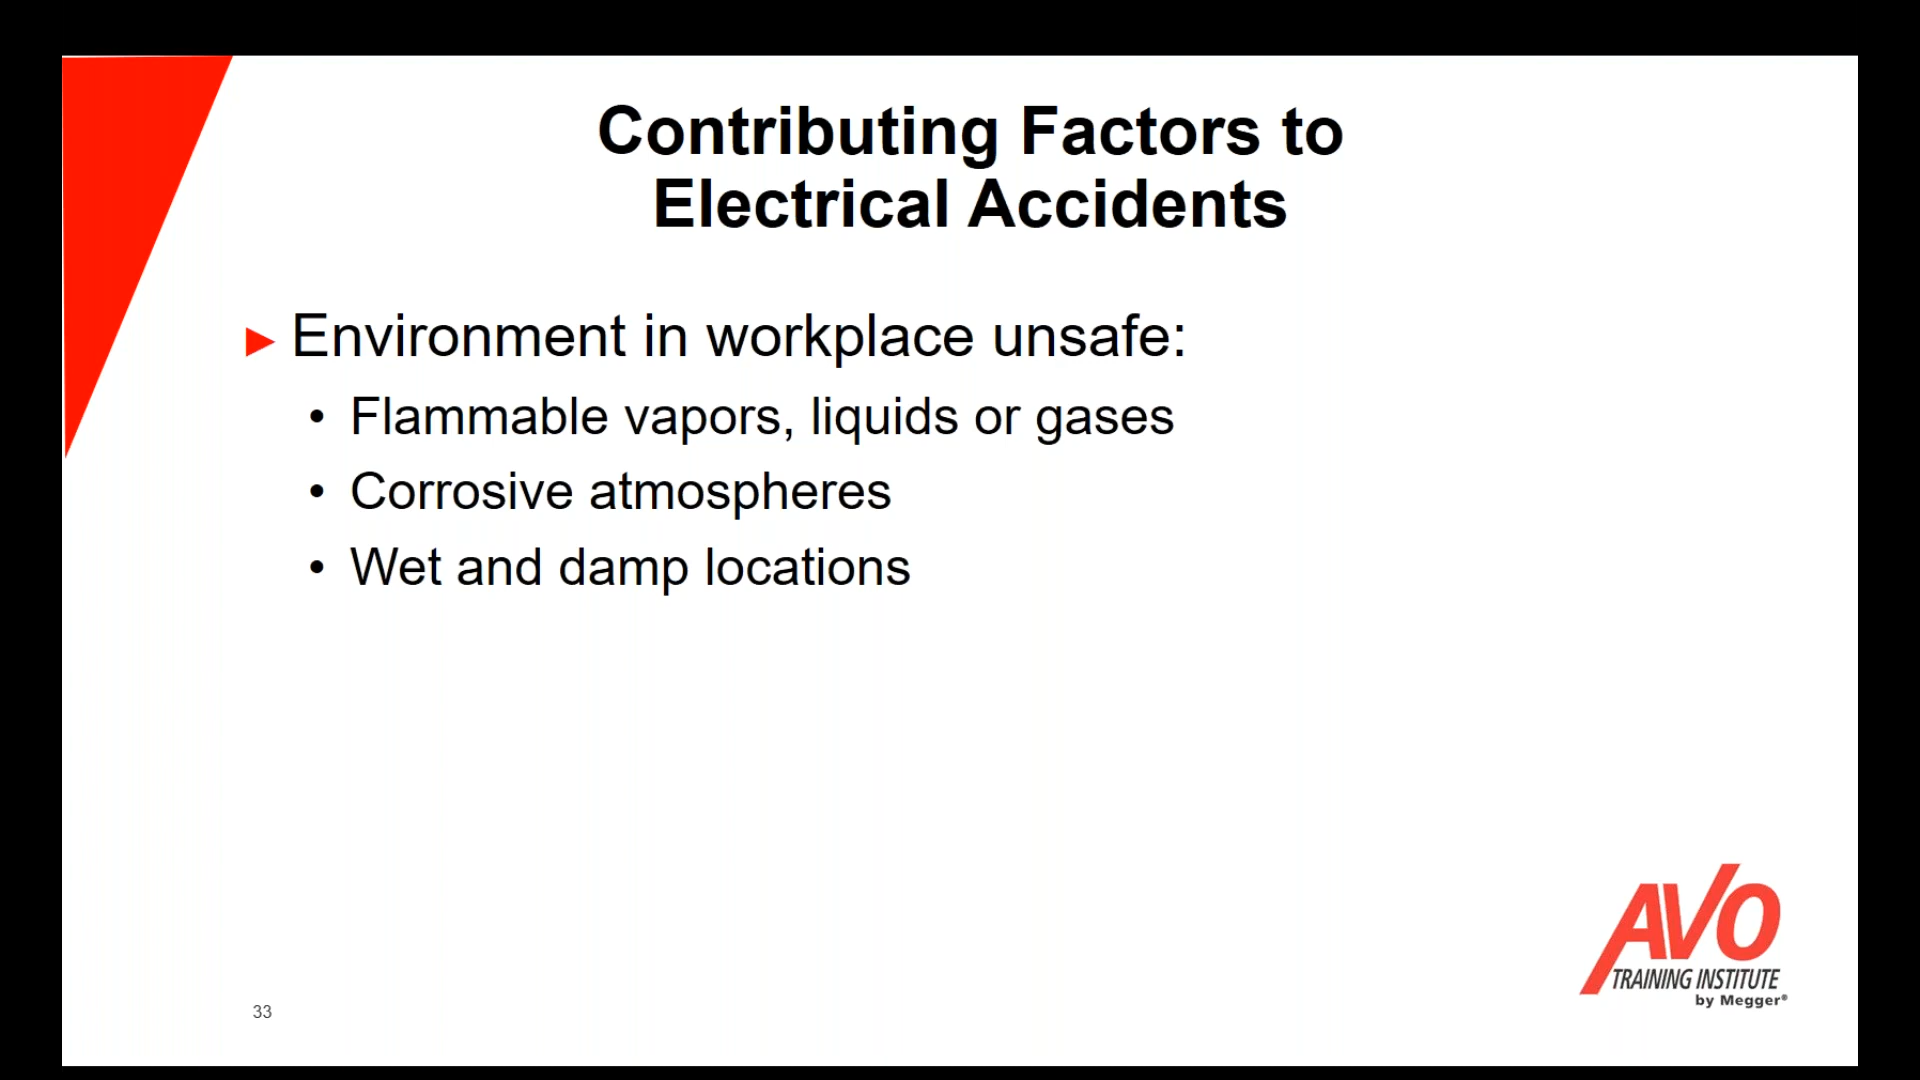 Contributing Factors to
Electrical Accidents
► Environment in workplace unsafe:
• Flammable vapors, liquids or gases
• Corrosive atmospheres
• Wet and damp locations
AVO
TRAINING INSTITUTE
by Megger®
33